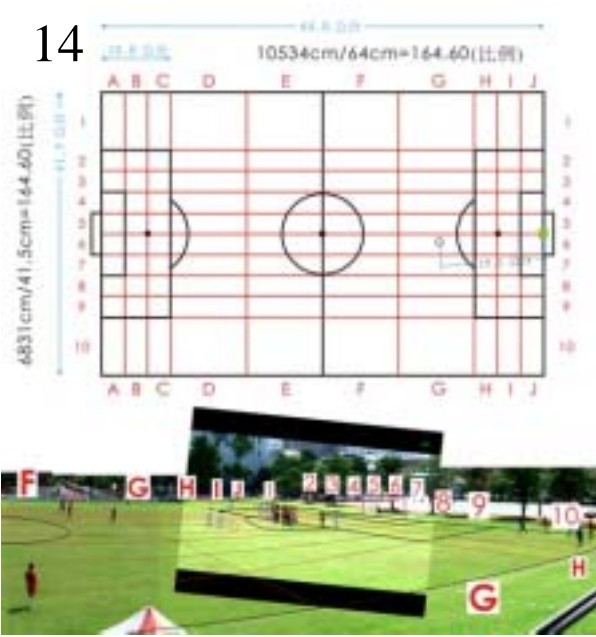 14
10534cm/64cm=164.60(比例)
A B C D E F G H I J
6831cm/41.5cm=164.60(比例)
1 1
2 2
3 3
4 4
5 5
6 6
7 7
8 8
9 9
10 10
A B C D E F G H I J
F G H I J 1 2 3 4 5 6 7 8 9 10
H
G